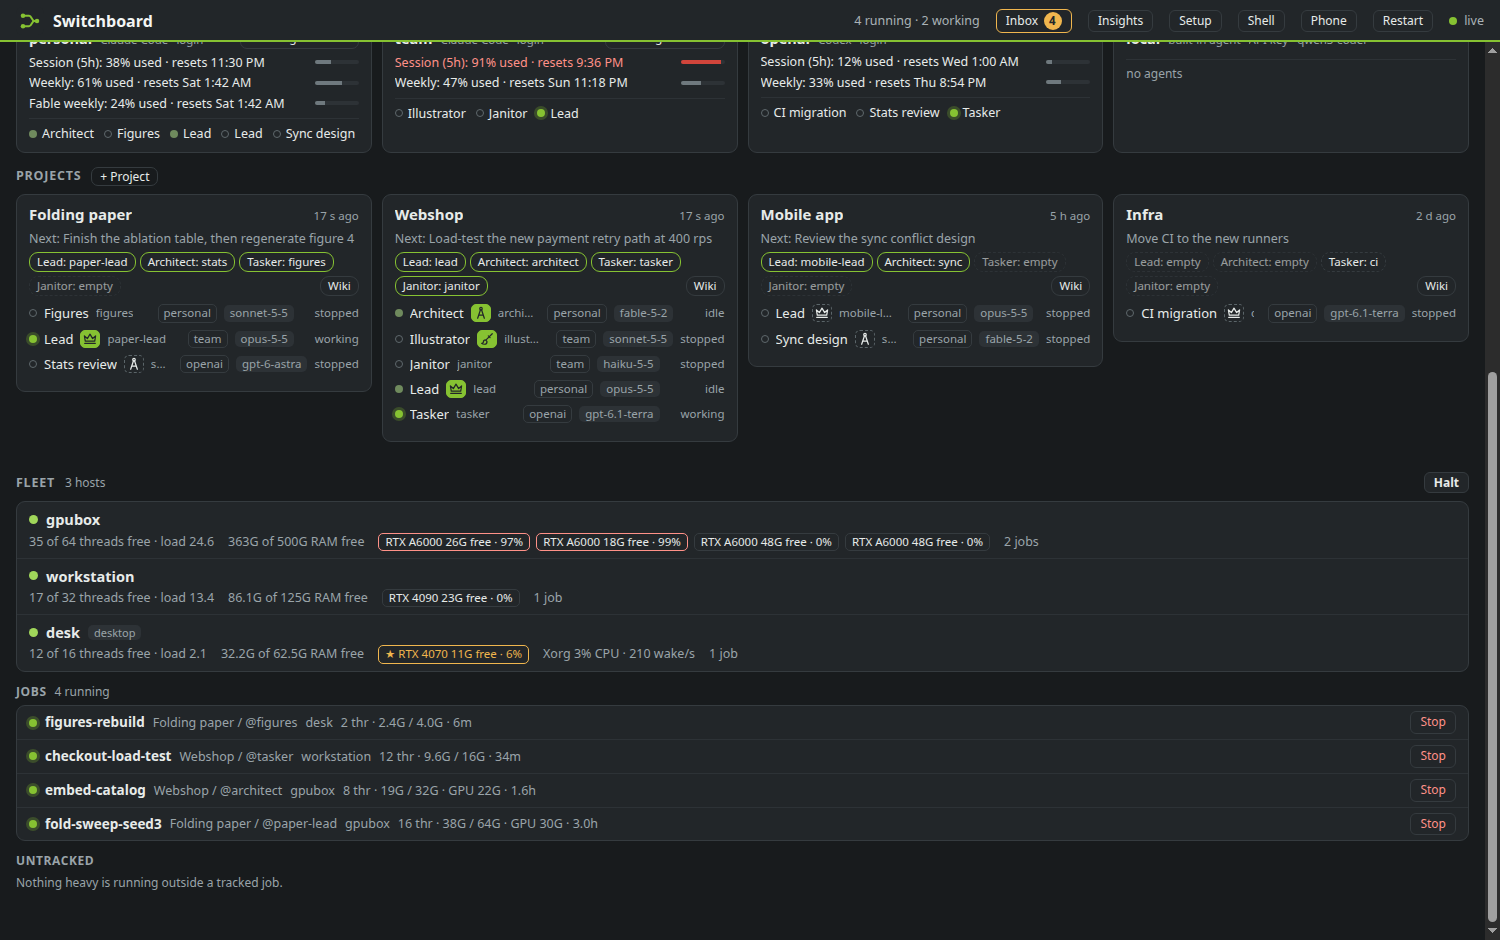 Switchboard
4 running · 2 working
Inbox 4
Insights
Setup
Shell
Phone
Restart
live
Session (5h): 38% used · resets 11:30 PM
Weekly: 61% used · resets Sat 1:42 AM
Fable weekly: 24% used · resets Sat 1:42 AM
Architect Figures Lead Lead Sync design
Session (5h): 91% used · resets 9:36 PM
Weekly: 47% used · resets Sun 11:18 PM
Illustrator Janitor Lead
Session (5h): 12% used · resets Wed 1:00 AM
Weekly: 33% used · resets Thu 8:54 PM
CI migration Stats review Tasker
no agents
PROJECTS + Project
Folding paper 17 s ago
Next: Finish the ablation table, then regenerate figure 4
Lead: paper-lead Architect: stats Tasker: figures
Janitor: empty Wiki
Figures figures personal sonnet-5-5 stopped
Lead paper-lead team opus-5-5 working
Stats review s... openai gpt-6-astra stopped
Webshop 17 s ago
Next: Load-test the new payment retry path at 400 rps
Lead: lead Architect: architect Tasker: tasker
Janitor: janitor Wiki
Architect archi... personal fable-5-2 idle
Illustrator illust... team sonnet-5-5 stopped
Janitor janitor team haiku-5-5 stopped
Lead lead personal opus-5-5 idle
Tasker tasker openai gpt-6.1-terra working
Mobile app 5 h ago
Next: Review the sync conflict design
Lead: mobile-lead Architect: sync Tasker: empty
Janitor: empty Wiki
Lead mobile-l... personal opus-5-5 stopped
Sync design s... personal fable-5-2 stopped
Infra 2 d ago
Move CI to the new runners
Lead: empty Architect: empty Tasker: ci
Janitor: empty Wiki
CI migration openai gpt-6.1-terra stopped
FLEET 3 hosts Halt
gpubox
35 of 64 threads free · load 24.6 363G of 500G RAM free RTX A6000 26G free · 97% RTX A6000 18G free · 99% RTX A6000 48G free · 0% RTX A6000 48G free · 0% 2 jobs
workstation
17 of 32 threads free · load 13.4 86.1G of 125G RAM free RTX 4090 23G free · 0% 1 job
desk desktop
12 of 16 threads free · load 2.1 32.2G of 62.5G RAM free ★ RTX 4070 11G free · 6% Xorg 3% CPU · 210 wake/s 1 job
JOBS 4 running
figures-rebuild Folding paper / @figures desk 2 thr · 2.4G / 4.0G · 6m Stop
checkout-load-test Webshop / @tasker workstation 12 thr · 9.6G / 16G · 34m Stop
embed-catalog Webshop / @architect gpubox 8 thr · 19G / 32G · GPU 22G · 1.6h Stop
fold-sweep-seed3 Folding paper / @paper-lead gpubox 16 thr · 38G / 64G · GPU 30G · 3.0h Stop
UNTRACKED
Nothing heavy is running outside a tracked job.